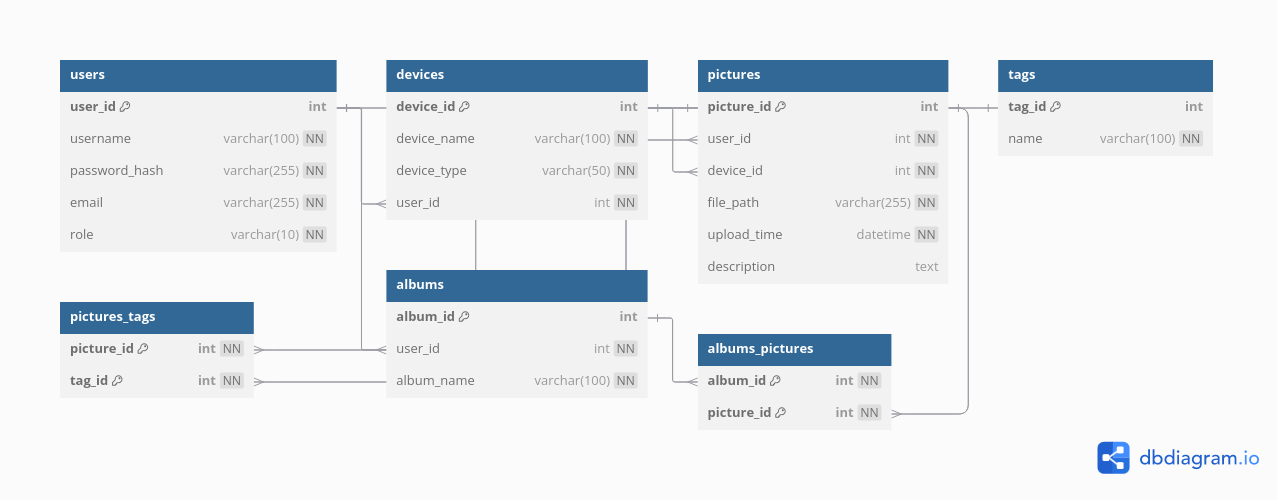 users
user_id int
username varchar(100) NN
password_hash varchar(255) NN
email varchar(255) NN
role varchar(10) NN
devices
device_id int
device_name varchar(100) NN
device_type varchar(50) NN
user_id int NN
pictures
picture_id int
user_id int NN
device_id int NN
file_path varchar(255) NN
upload_time datetime NN
description text
tags
tag_id int
name varchar(100) NN
pictures_tags
picture_id int NN
tag_id int NN
albums
album_id int
user_id int NN
album_name varchar(100) NN
albums_pictures
album_id int NN
picture_id int NN
dbdiagram.io